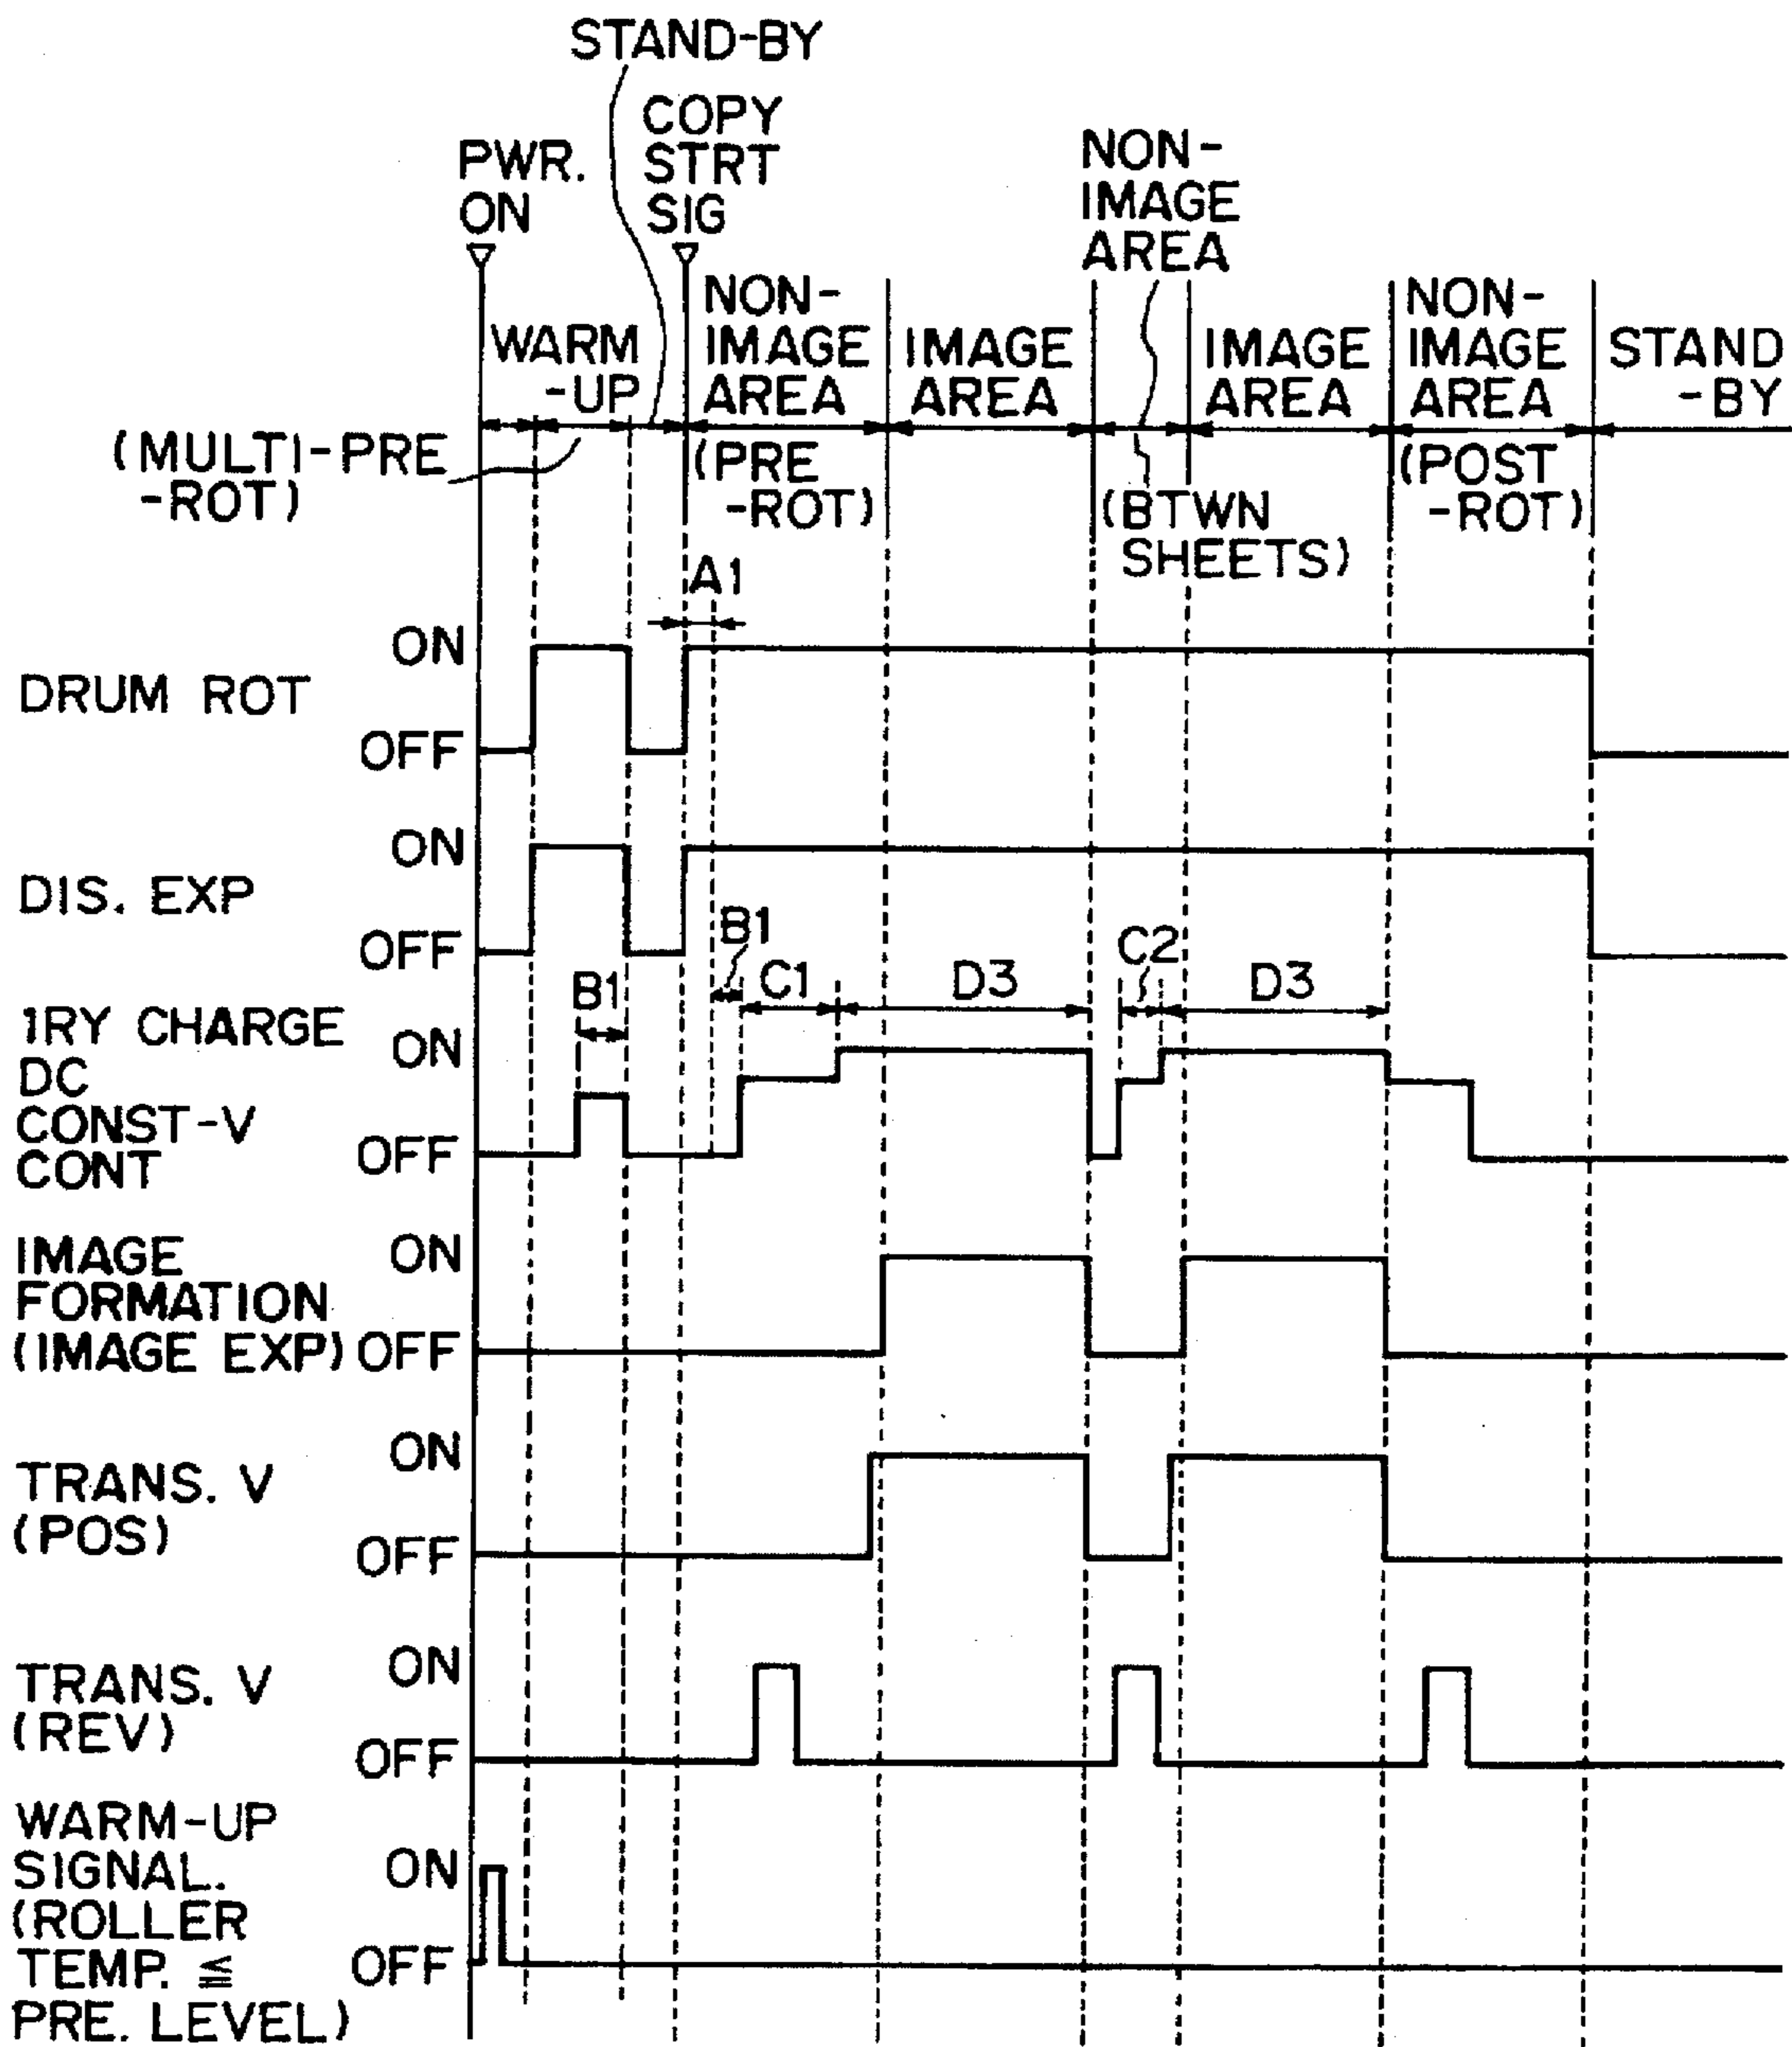 STAND-BY
PWR.
ON
COPY
STRT
SIG
NON-
IMAGE
AREA
WARM
-UP
NON-
IMAGE
AREA
(PRE
-ROT)
IMAGE
AREA
(BTWN
SHEETS)
IMAGE
AREA
NON-
IMAGE
AREA
(POST
-ROT)
STAND
-BY
(MULTI)-PRE
-ROT)
A1
DRUM ROT
ON
OFF
DIS. EXP
ON
OFF
B1
B1
C1
D3
C2
D3
1RY CHARGE
DC
CONST-V
CONT
ON
OFF
IMAGE
FORMATION
(IMAGE EXP)
ON
OFF
TRANS. V
(POS)
ON
OFF
TRANS. V
(REV)
ON
OFF
WARM-UP
SIGNAL.
(ROLLER
TEMP. ≦
PRE. LEVEL)
ON
OFF